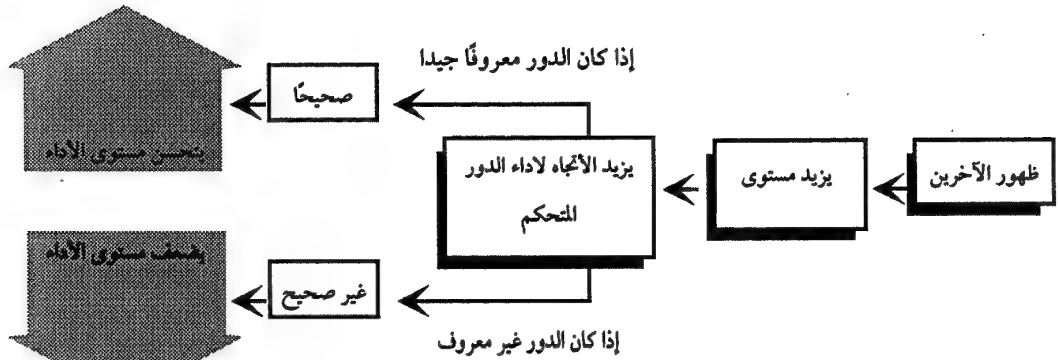 إذا كان الدور معروفًا جيدا
صحيحًا
يتحسن مستوى الأداء
ظهور الآخرين
يزيد مستوى
يزيد الأتجاه لاداء الدور
المتحكم
يضعف مستوى الأداء
غير صحيح
إذا كان الدور غير معروف